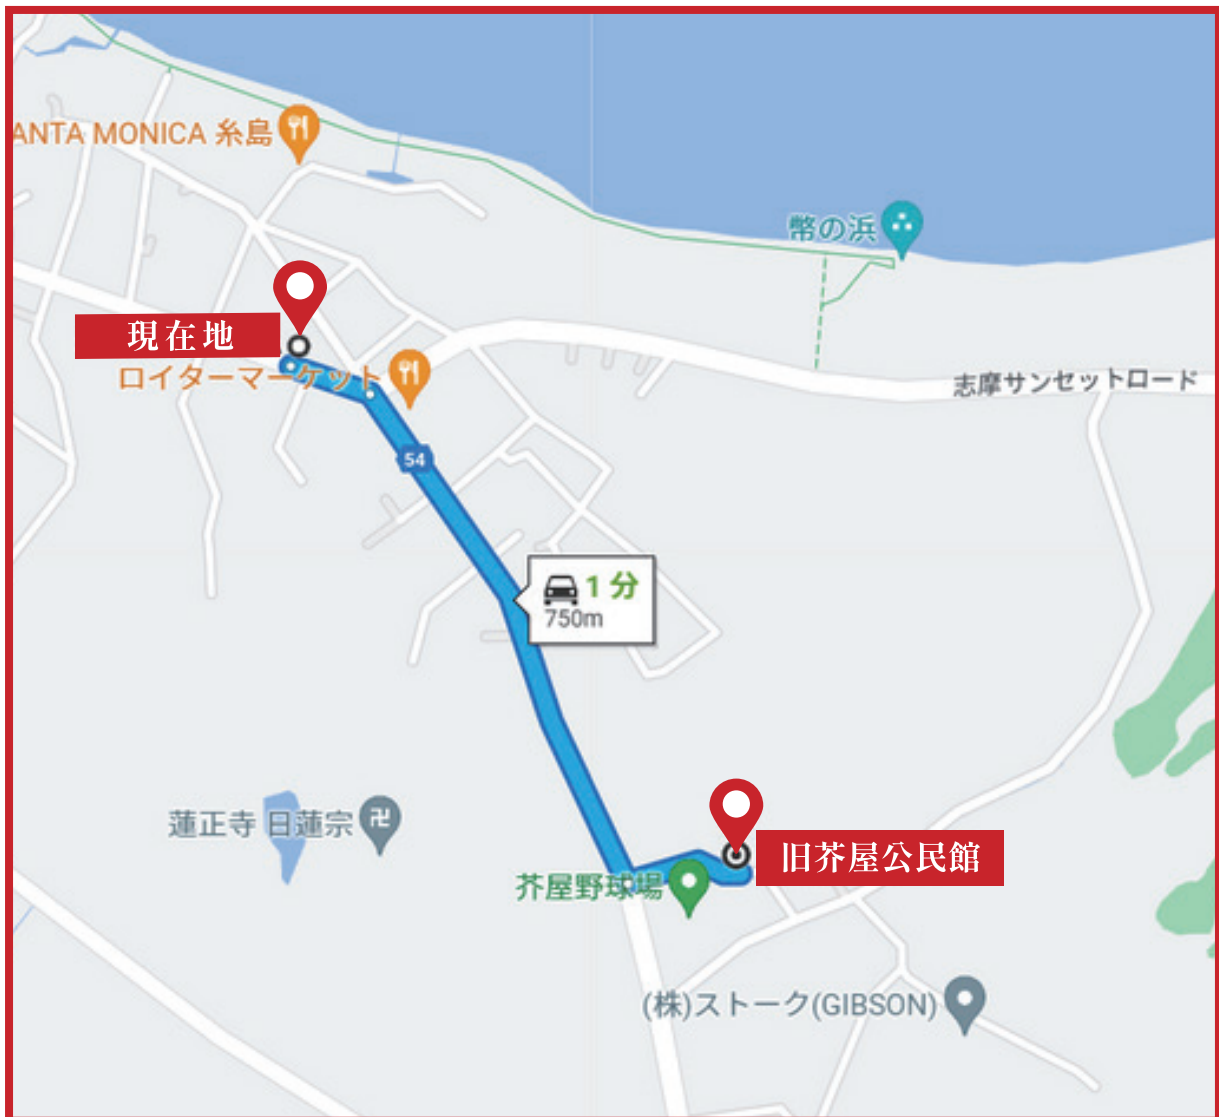 ANTA MONICA 糸島
幣の浜
現在地
ロイターマーケット
志摩サンセットロード
54
1 分
750m
蓮正寺 日蓮宗
卍
旧芥屋公民館
芥屋野球場
(株)ストーク(GIBSON)